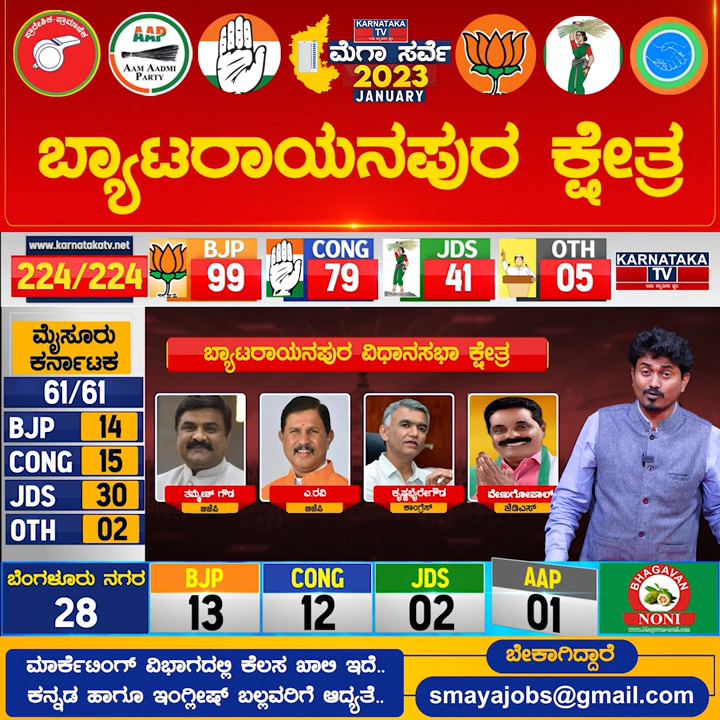 ಪ್ರಾದೇಶಿಕ-ಪ್ರಾಮಾಣಿಕ
AAP
AAM AADMI
PARTY
KARNATAKA
TV
ಮೆಗಾ ಸರ್ವೆ
2023
JANUARY
ಬ್ಯಾಟರಾಯನಪುರ ಕ್ಷೇತ್ರ
www.karnatakatv.net
224/224
BJP
99
CONG
79
JDS
41
OTH
05
KARNATAKA
TV
ಮೈಸೂರು
ಕರ್ನಾಟಕ
61/61
BJP 14
CONG 15
JDS 30
OTH 02
ಬ್ಯಾಟರಾಯನಪುರ ವಿಧಾನಸಭಾ ಕ್ಷೇತ್ರ
ತಮ್ಮೇಶ್ ಗೌಡ
ಬಿಜೆಪಿ
ಎ.ರವಿ
ಬಿಜೆಪಿ
ಕೃಷ್ಣಭೈರೇಗೌಡ
ಕಾಂಗ್ರೆಸ್
ವೇಣುಗೋಪಾಲ್
ಜೆಡಿಎಸ್
ಬೆಂಗಳೂರು ನಗರ
28
BJP
13
CONG
12
JDS
02
AAP
01
BHAGAVAN
NONI
ಮಾರ್ಕೆಟಿಂಗ್ ವಿಭಾಗದಲ್ಲಿ ಕೆಲಸ ಖಾಲಿ ಇದೆ..
ಕನ್ನಡ ಹಾಗೂ ಇಂಗ್ಲೀಷ್ ಬಲ್ಲವರಿಗೆ ಆದ್ಯತೆ..
ಬೇಕಾಗಿದ್ದಾರೆ
smayajobs@gmail.com